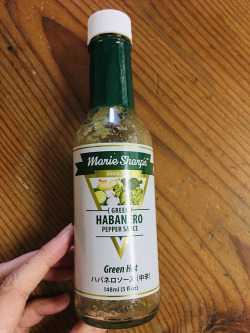 Marie Sharp's
Since
( GREEN )
HABANERO
PEPPER SAUCE
Green Hot
ハバネロソース (中辛)
148ml (5 fl oz)